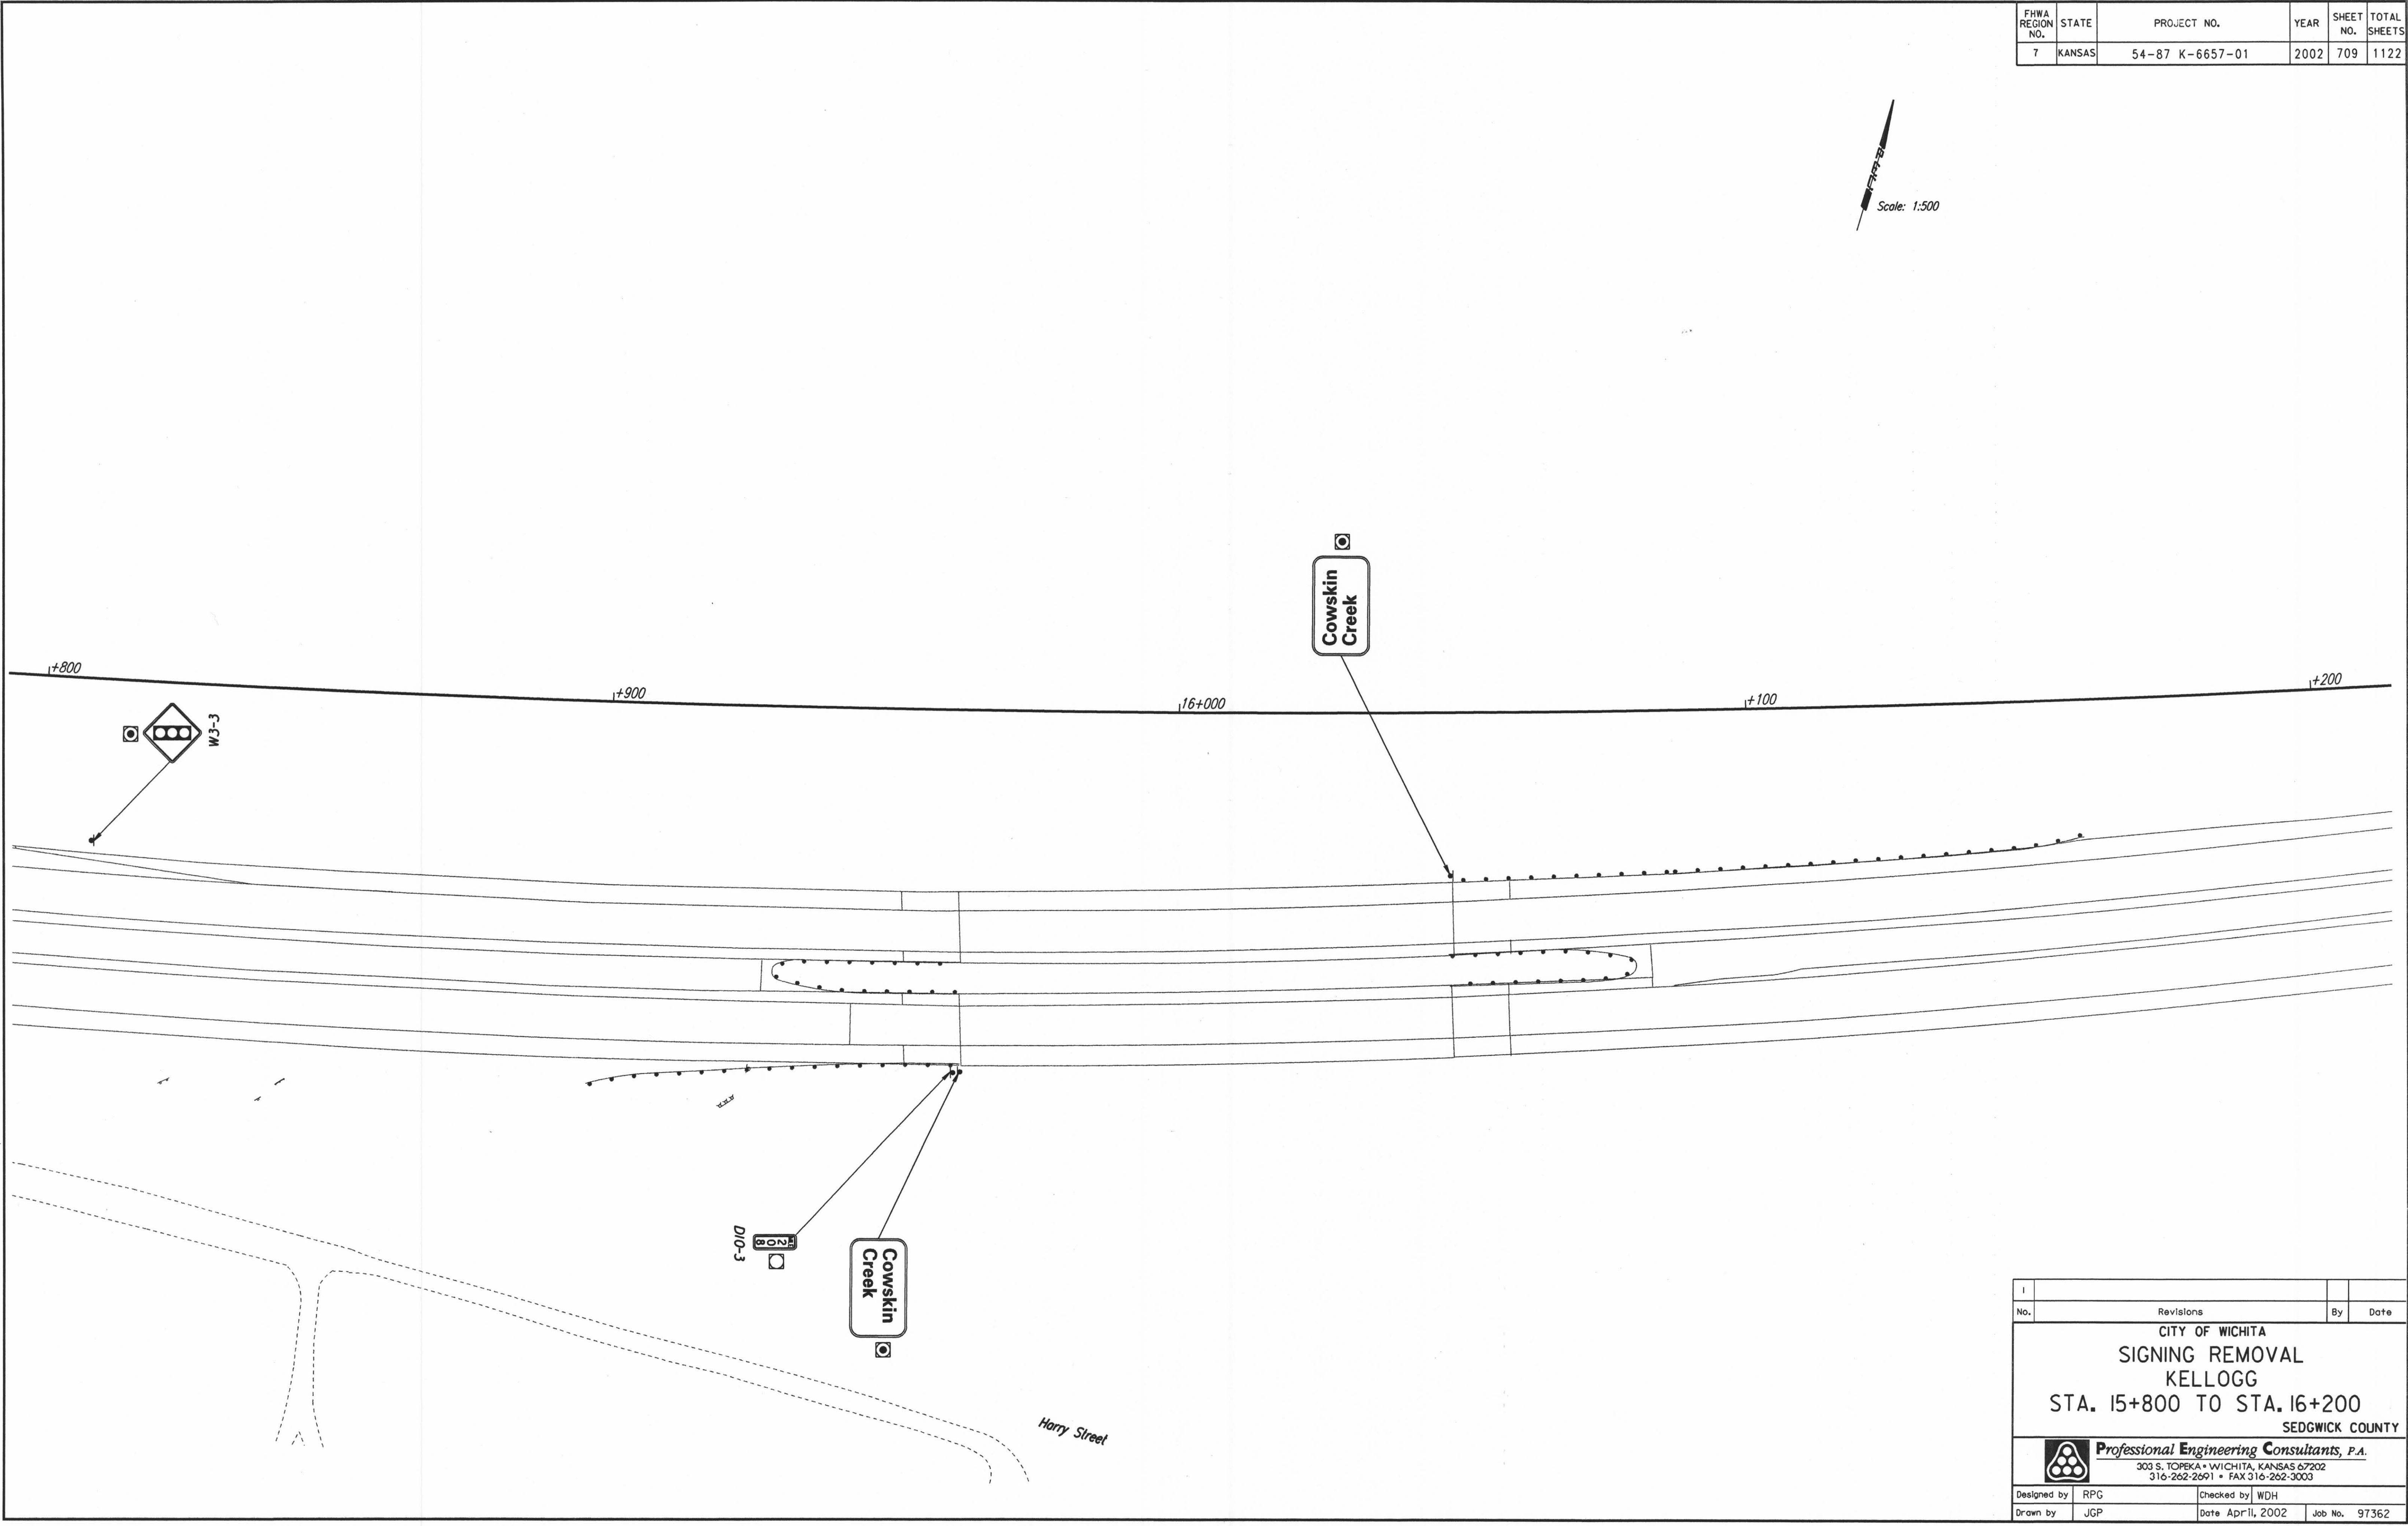 FHWA REGION NO. STATE PROJECT NO. YEAR SHEET NO. TOTAL SHEETS
7 KANSAS 54-87 K-6657-01 2002 709 1122
Scale: 1:500
Cowskin
Creek
+800
+900
16+000
+100
+200
W3-3
D10-3
MILE
2
0
8
Cowskin
Creek
Harry Street
1
No. Revisions By Date
CITY OF WICHITA
SIGNING REMOVAL
KELLOGG
STA. 15+800 TO STA. 16+200
SEDGWICK COUNTY
Professional Engineering Consultants, P.A.
303 S. TOPEKA • WICHITA, KANSAS 67202
316-262-2691 • FAX 316-262-3003
Designed by RPG Checked by WDH
Drawn by JGP Date April, 2002 Job No. 97362